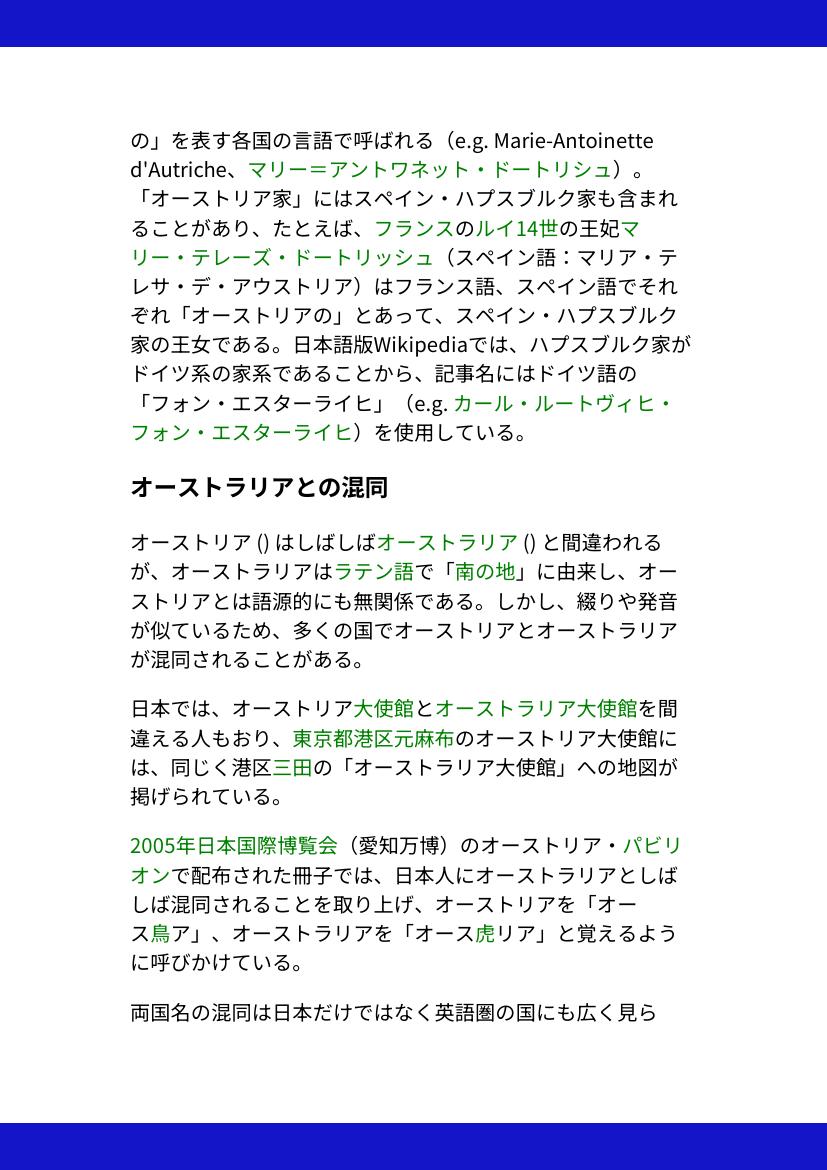 の」を表す各国の言語で呼ばれる（e.g. Marie-Antoinette
d'Autriche、マリー＝アントワネット・ドートリシュ）。
「オーストリア家」にはスペイン・ハプスブルク家も含まれ
ることがあり、たとえば、フランスのルイ14世の王妃マ
リー・テレーズ・ドートリッシュ（スペイン語：マリア・テ
レサ・デ・アウストリア）はフランス語、スペイン語でそれ
ぞれ「オーストリアの」とあって、スペイン・ハプスブルク
家の王女である。日本語版Wikipediaでは、ハプスブルク家が
ドイツ系の家系であることから、記事名にはドイツ語の
「フォン・エスターライヒ」（e.g. カール・ルートヴィヒ・
フォン・エスターライヒ）を使用している。
オーストラリアとの混同
オーストリア () はしばしばオーストラリア () と間違われる
が、オーストラリアはラテン語で「南の地」に由来し、オー
ストリアとは語源的にも無関係である。しかし、綴りや発音
が似ているため、多くの国でオーストリアとオーストラリア
が混同されることがある。
日本では、オーストリア大使館とオーストラリア大使館を間
違える人もおり、東京都港区元麻布のオーストリア大使館に
は、同じく港区三田の「オーストラリア大使館」への地図が
掲げられている。
2005年日本国際博覧会（愛知万博）のオーストリア・パビリ
オンで配布された冊子では、日本人にオーストラリアとしば
しば混同されることを取り上げ、オーストリアを「オー
ス鳥ア」、オーストラリアを「オース虎リア」と覚えるよう
に呼びかけている。
両国名の混同は日本だけではなく英語圏の国にも広く見ら